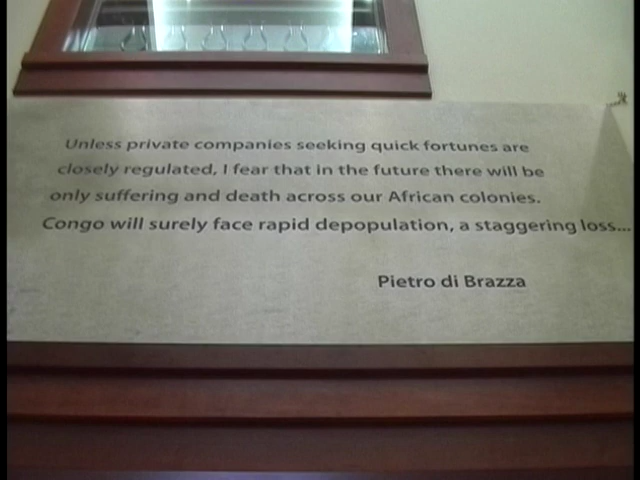 Unless private companies seeking quick fortunes are
closely regulated, I fear that in the future there will be
only suffering and death across our African colonies.
Congo will surely face rapid depopulation, a staggering loss...
Pietro di Brazza